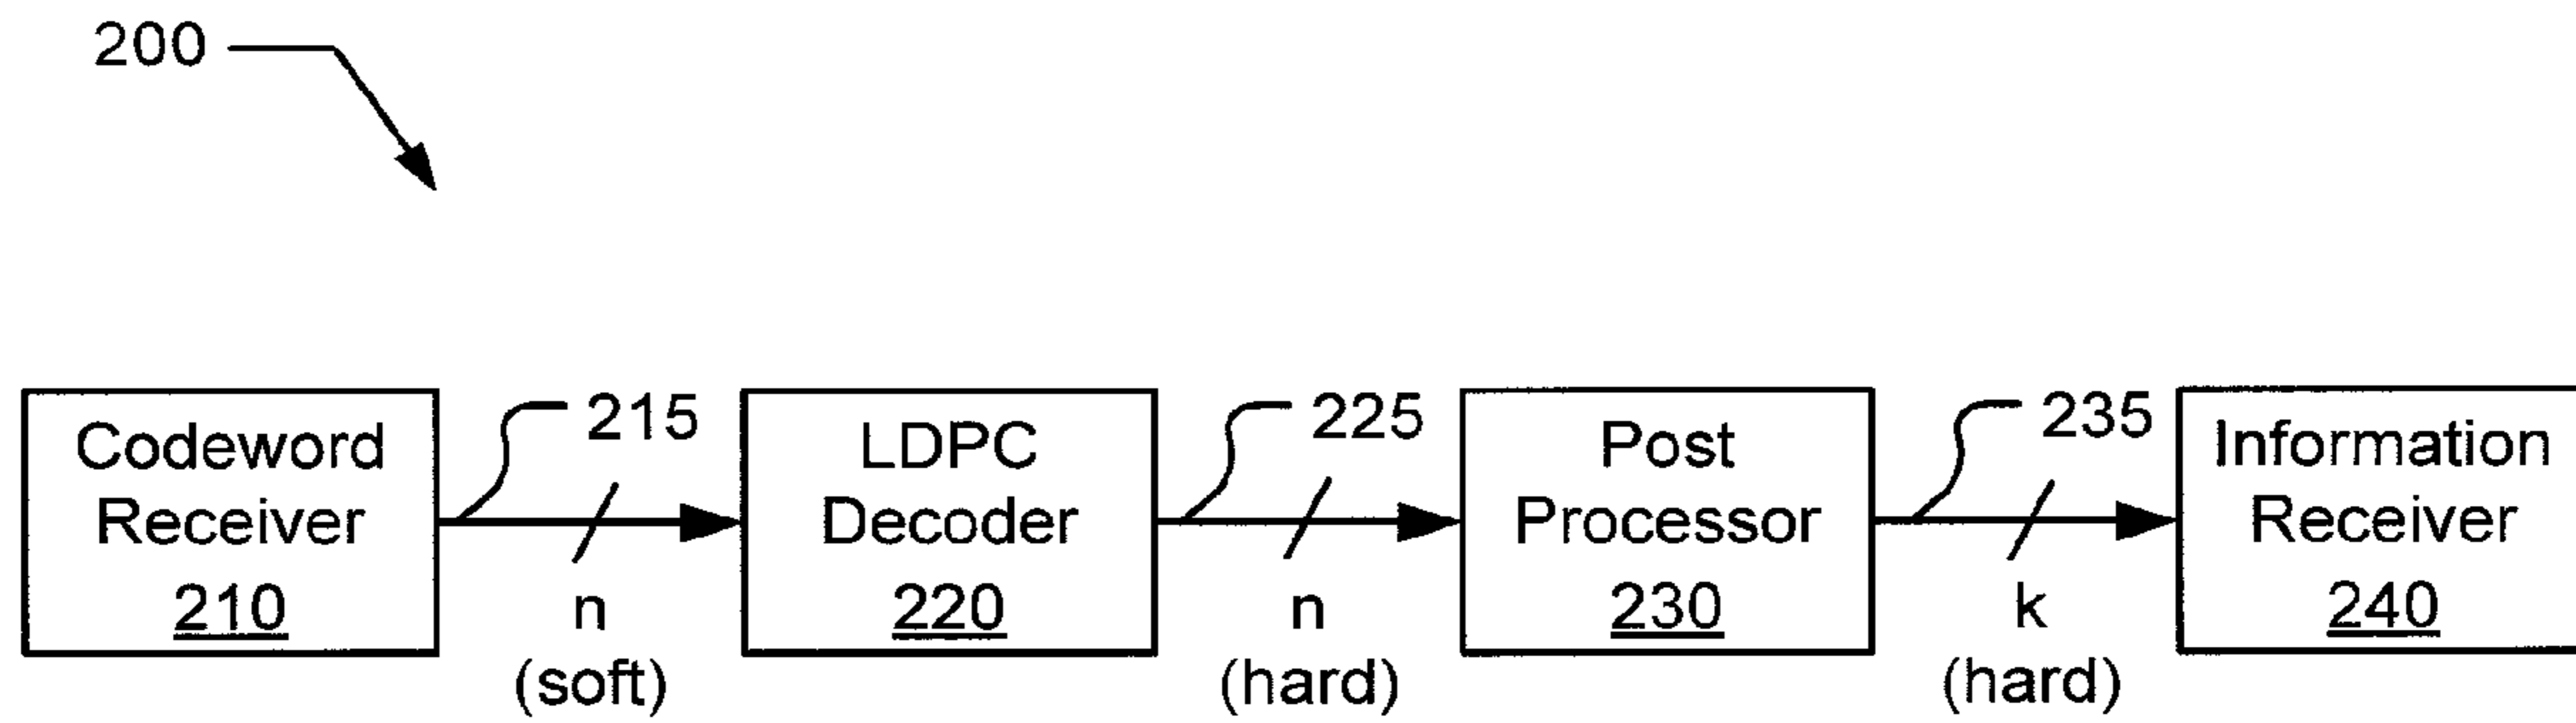 200
Codeword
Receiver
210
215
n
(soft)
LDPC
Decoder
220
225
n
(hard)
Post
Processor
230
235
k
(hard)
Information
Receiver
240